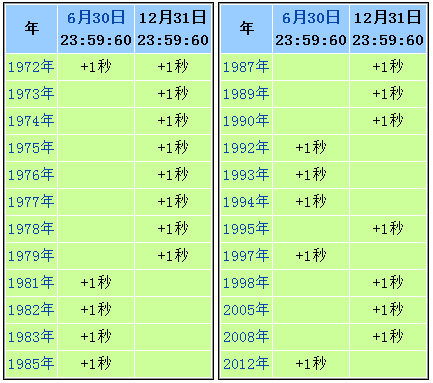 年 6月30日 23:59:60 12月31日 23:59:60
1972年 +1秒 +1秒
1973年 +1秒
1974年 +1秒
1975年 +1秒
1976年 +1秒
1977年 +1秒
1978年 +1秒
1979年 +1秒
1981年 +1秒
1982年 +1秒
1983年 +1秒
1985年 +1秒
年 6月30日 23:59:60 12月31日 23:59:60
1987年 +1秒
1989年 +1秒
1990年 +1秒
1992年 +1秒
1993年 +1秒
1994年 +1秒
1995年 +1秒
1997年 +1秒
1998年 +1秒
2005年 +1秒
2008年 +1秒
2012年 +1秒